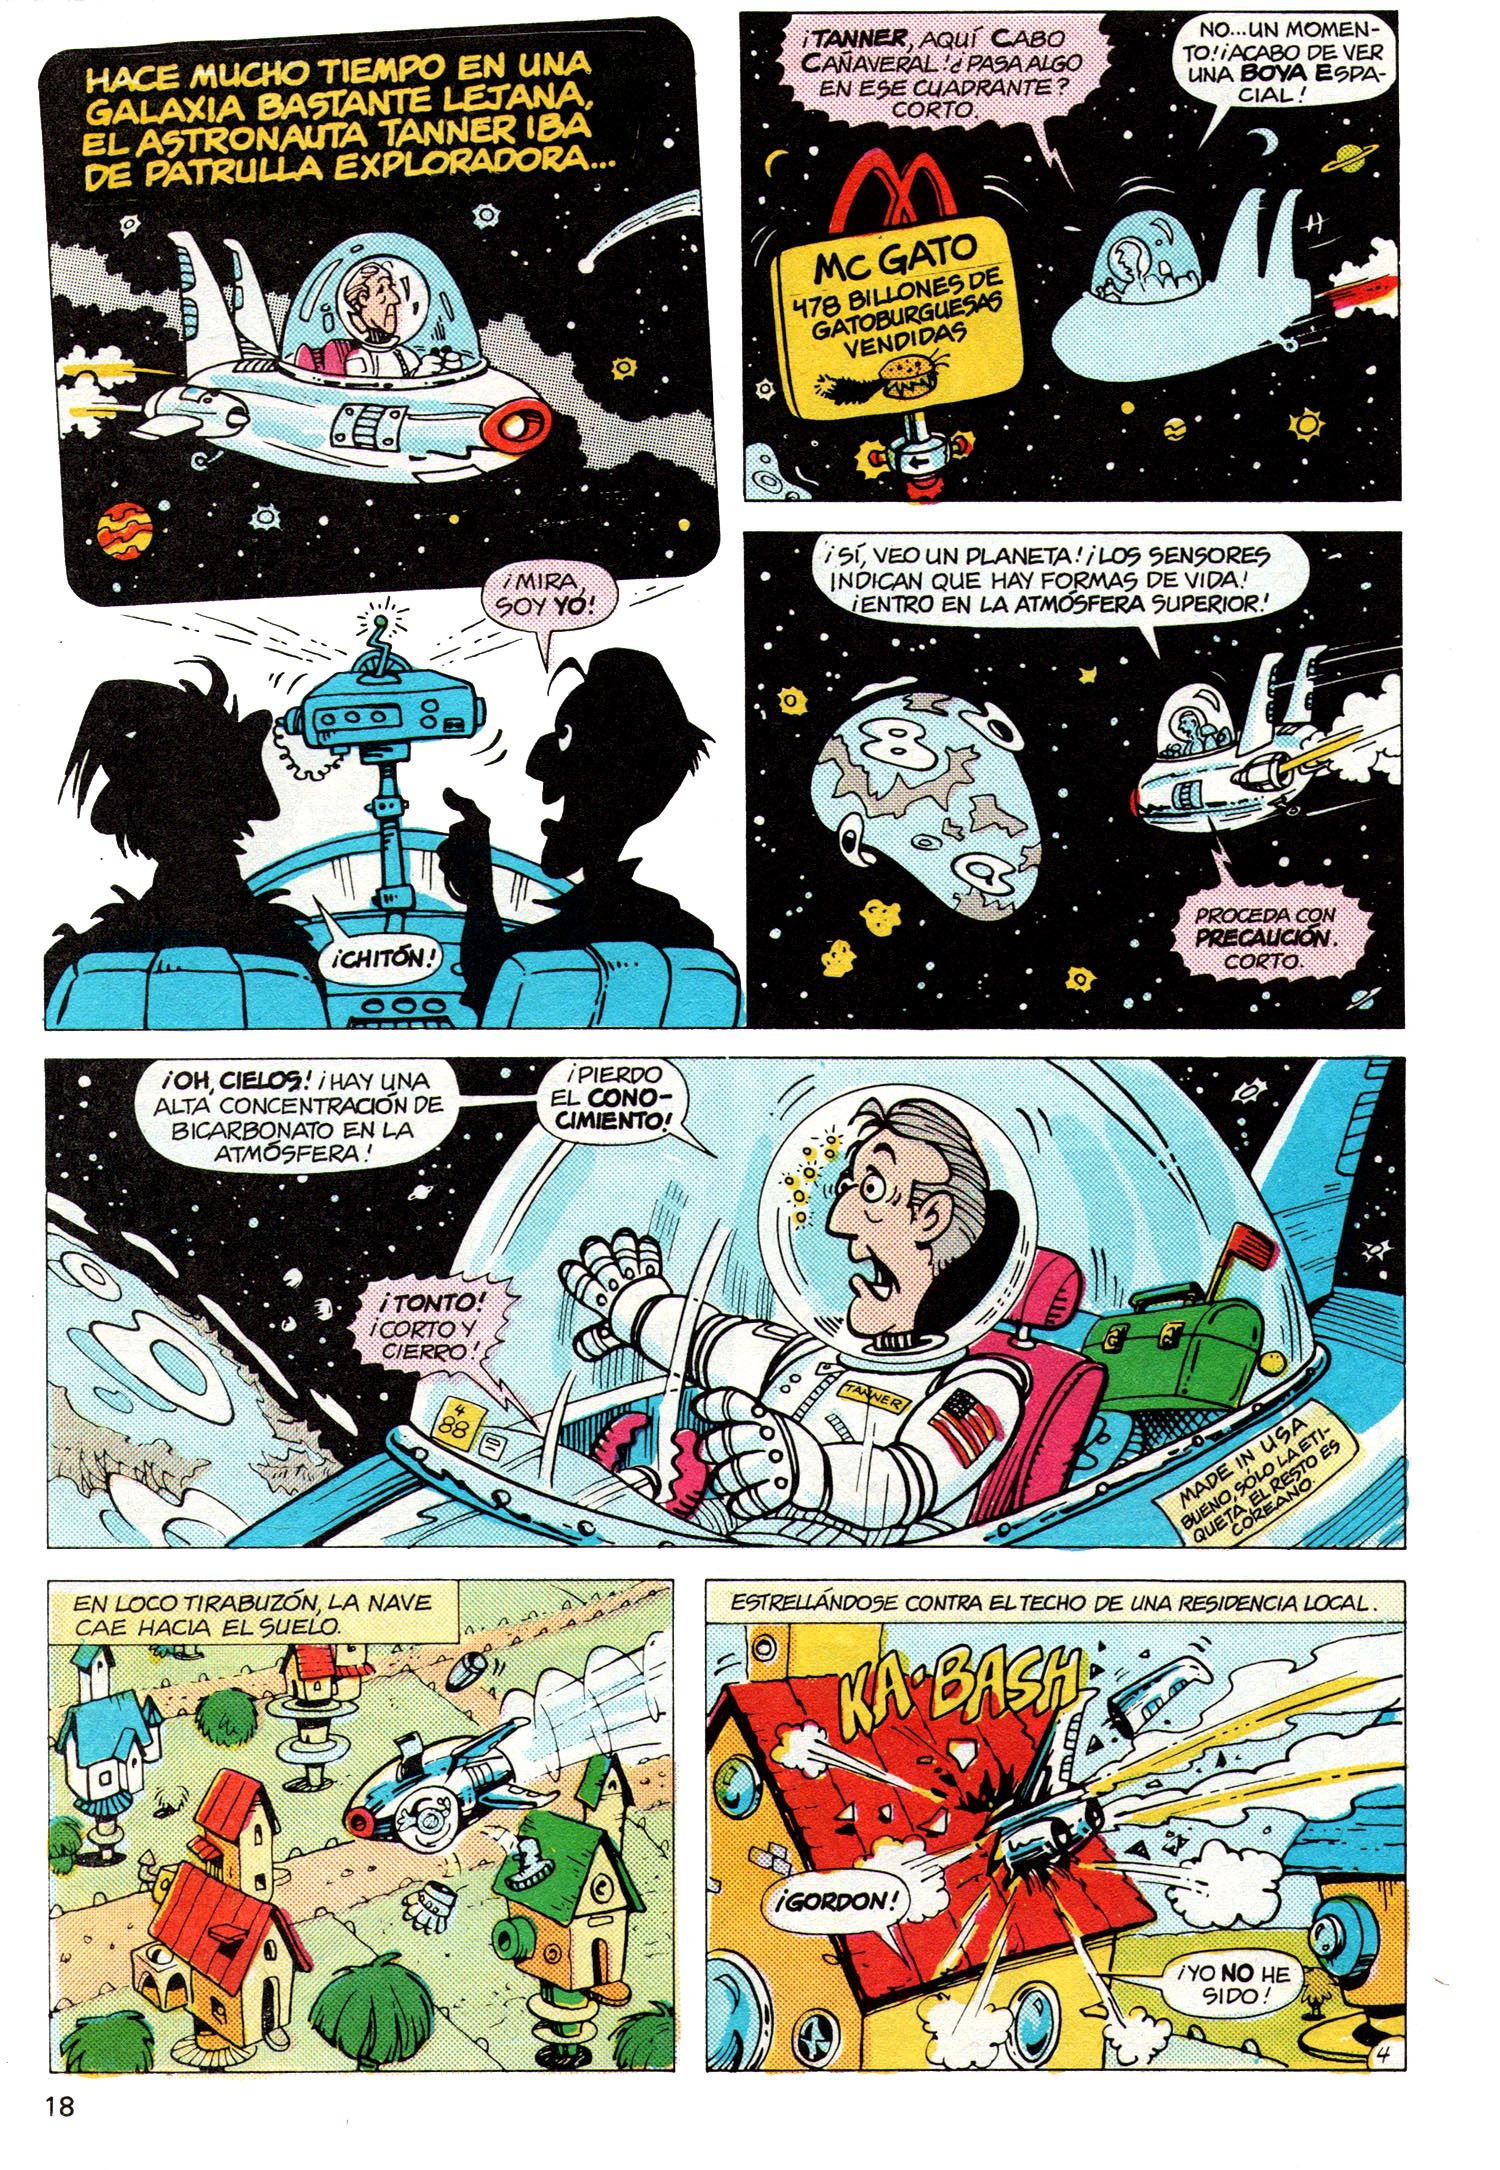 HACE MUCHO TIEMPO EN UNA
GALAXIA BASTANTE LEJANA,
EL ASTRONAUTA TANNER IBA
DE PATRULLA EXPLORADORA...
¡MIRA,
SOY YO!
¡CHITÓN!
¡TANNER, AQUÍ CABO
CAÑAVERAL! ¿PASA ALGO
EN ESE CUADRANTE?
CORTO.
NO...UN MOMEN-
TO! ¡ACABO DE VER
UNA BOYA ESPA-
CIAL!
MC GATO
478 BILLONES DE
GATOBURGUESAS
VENDIDAS
¡SÍ, VEO UN PLANETA! ¡LOS SENSORES
INDICAN QUE HAY FORMAS DE VIDA!
¡ENTRO EN LA ATMÓSFERA SUPERIOR!
PROCEDA CON
PRECAUCIÓN.
CORTO.
¡OH, CIELOS! ¡HAY UNA
ALTA CONCENTRACIÓN DE
BICARBONATO EN LA
ATMÓSFERA!
¡PIERDO
EL CONO-
CIMIENTO!
¡TONTO!
¡CORTO Y
CIERRO!
4
88
TANNER
MADE IN USA
BUENO, SÓLO LA ETI-
QUETA, EL RESTO ES
COREANO.
EN LOCO TIRABUZÓN, LA NAVE
CAE HACIA EL SUELO.
ESTRELLÁNDOSE CONTRA EL TECHO DE UNA RESIDENCIA LOCAL.
KA-BASH
¡GORDON!
¡YO NO HE
SIDO!
4
18